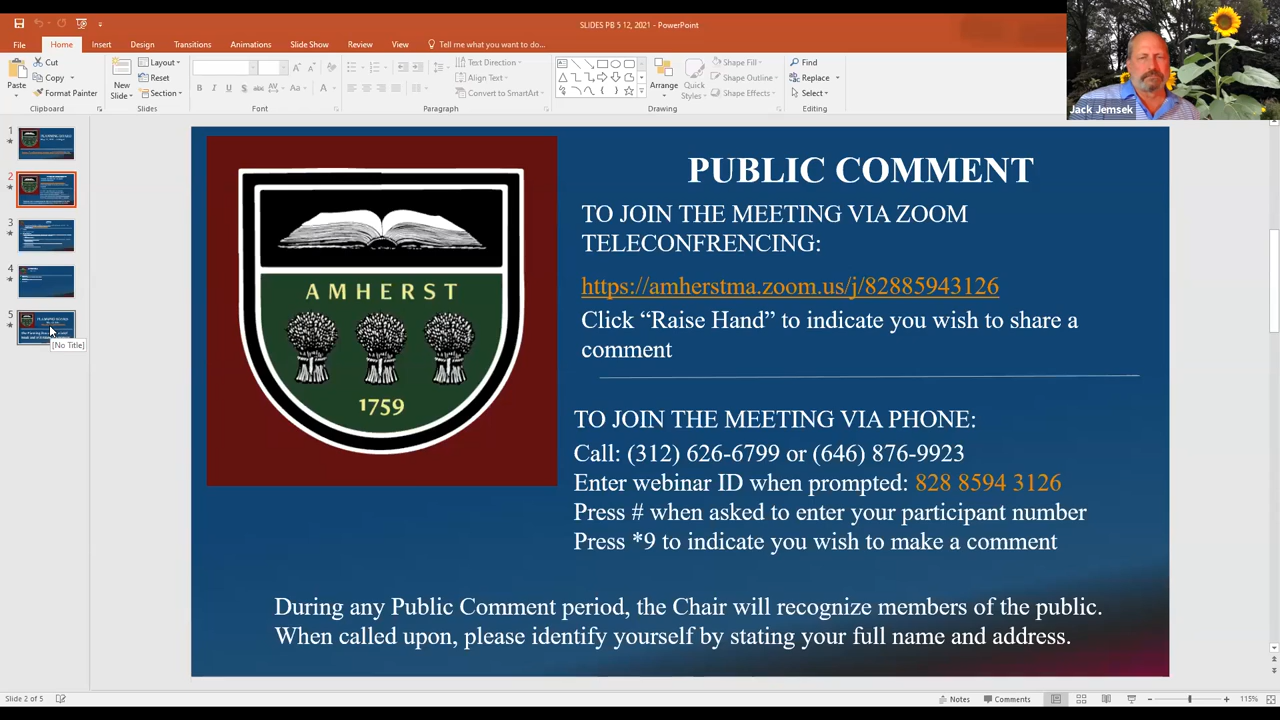 SLIDES PB 5 12, 2021 - PowerPoint
File Home Insert Design Transitions Animations Slide Show Review View Tell me what you want to do...
Paste
Cut
Copy
Format Painter
Clipboard
New Slide
Layout
Reset
Section
Slides
B I U S abc AV Aa A
Font
Text Direction
Align Text
Convert to SmartArt
Paragraph
Arrange
Quick Styles
Shape Fill
Shape Outline
Shape Effects
Drawing
Find
Replace
Select
Editing
Jack Jemsek
1
2
3
4
5
[No Title]
AMHERST
1759
PUBLIC COMMENT
TO JOIN THE MEETING VIA ZOOM
TELECONFRENCING:
https://amherstma.zoom.us/j/82885943126
Click “Raise Hand” to indicate you wish to share a
comment
TO JOIN THE MEETING VIA PHONE:
Call: (312) 626-6799 or (646) 876-9923
Enter webinar ID when prompted: 828 8594 3126
Press # when asked to enter your participant number
Press *9 to indicate you wish to make a comment
During any Public Comment period, the Chair will recognize members of the public.
When called upon, please identify yourself by stating your full name and address.
Slide 2 of 5
Notes Comments 115%